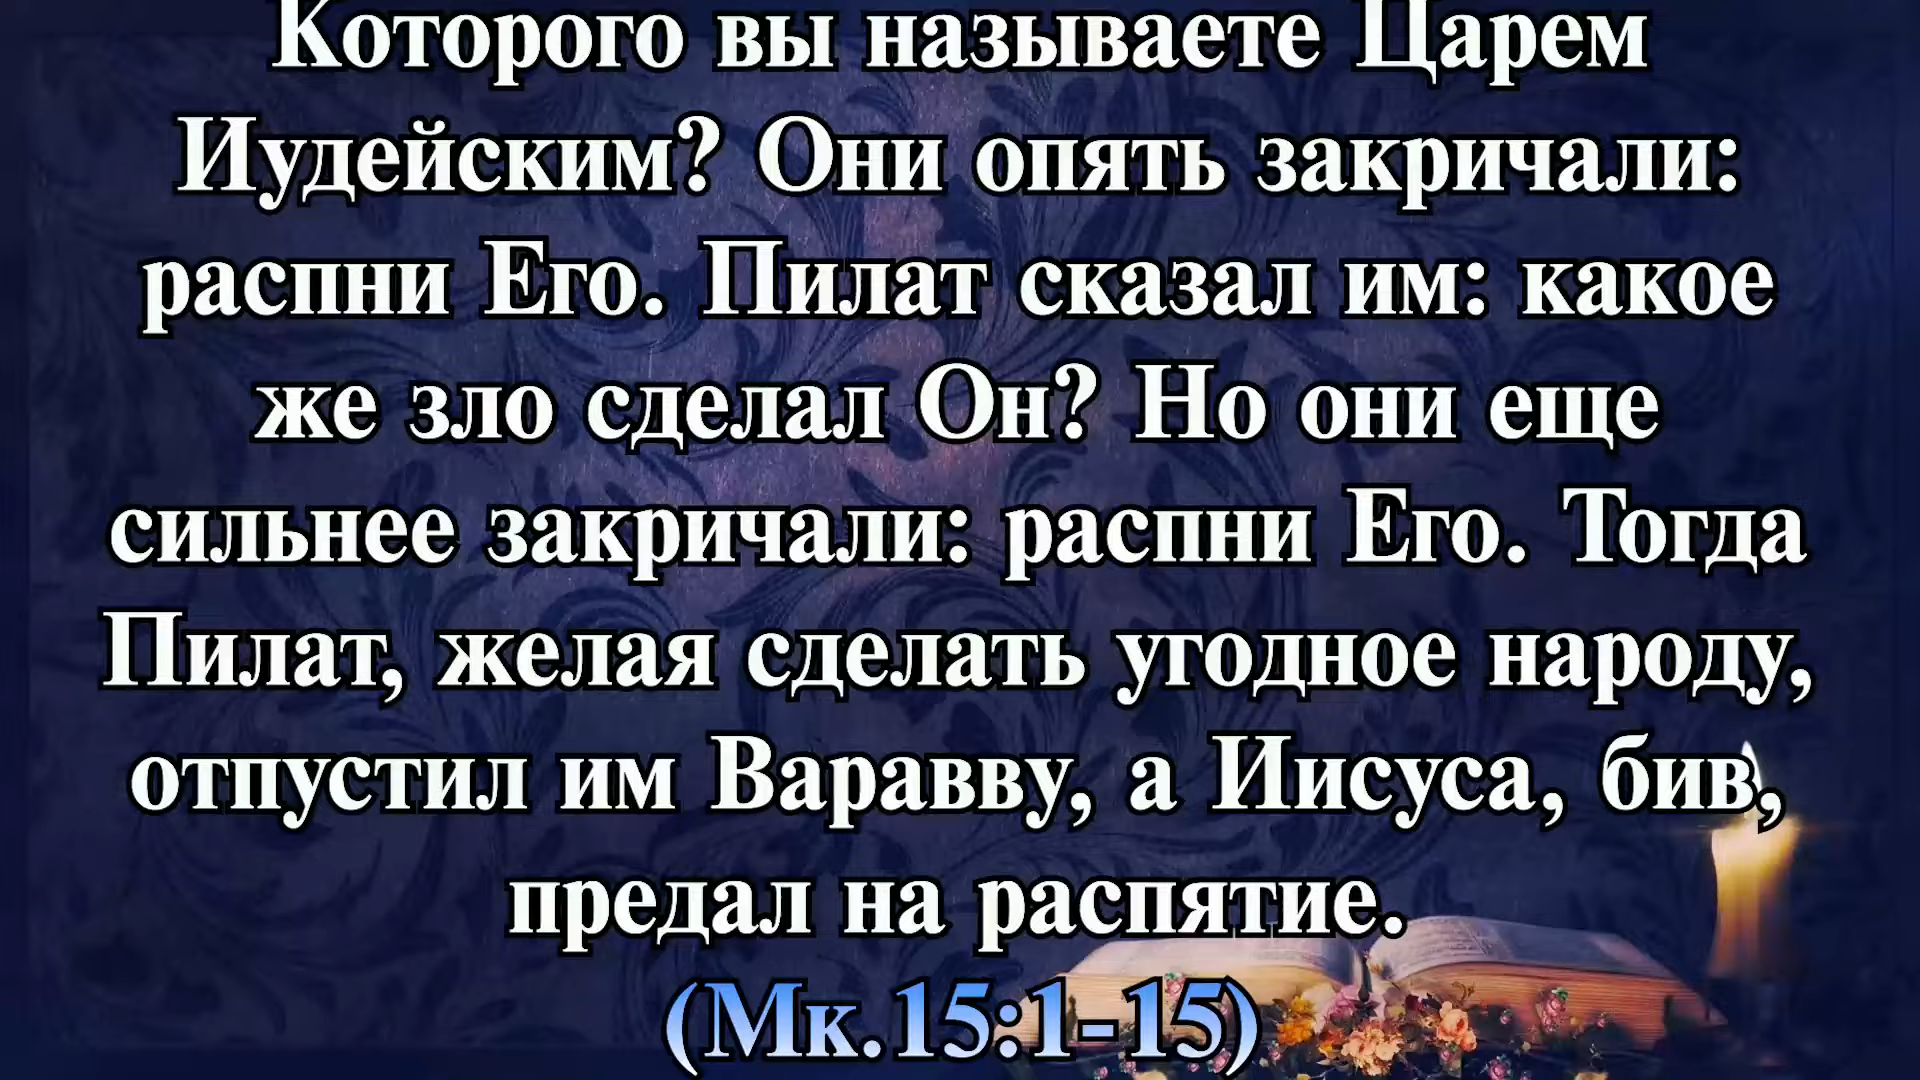 Которого вы называете Царем
Иудейским? Они опять закричали:
распни Его. Пилат сказал им: какое
же зло сделал Он? Но они еще
сильнее закричали: распни Его. Тогда
Пилат, желая сделать угодное народу,
отпустил им Варавву, а Иисуса, бив,
предал на распятие.
(Мк.15:1-15)